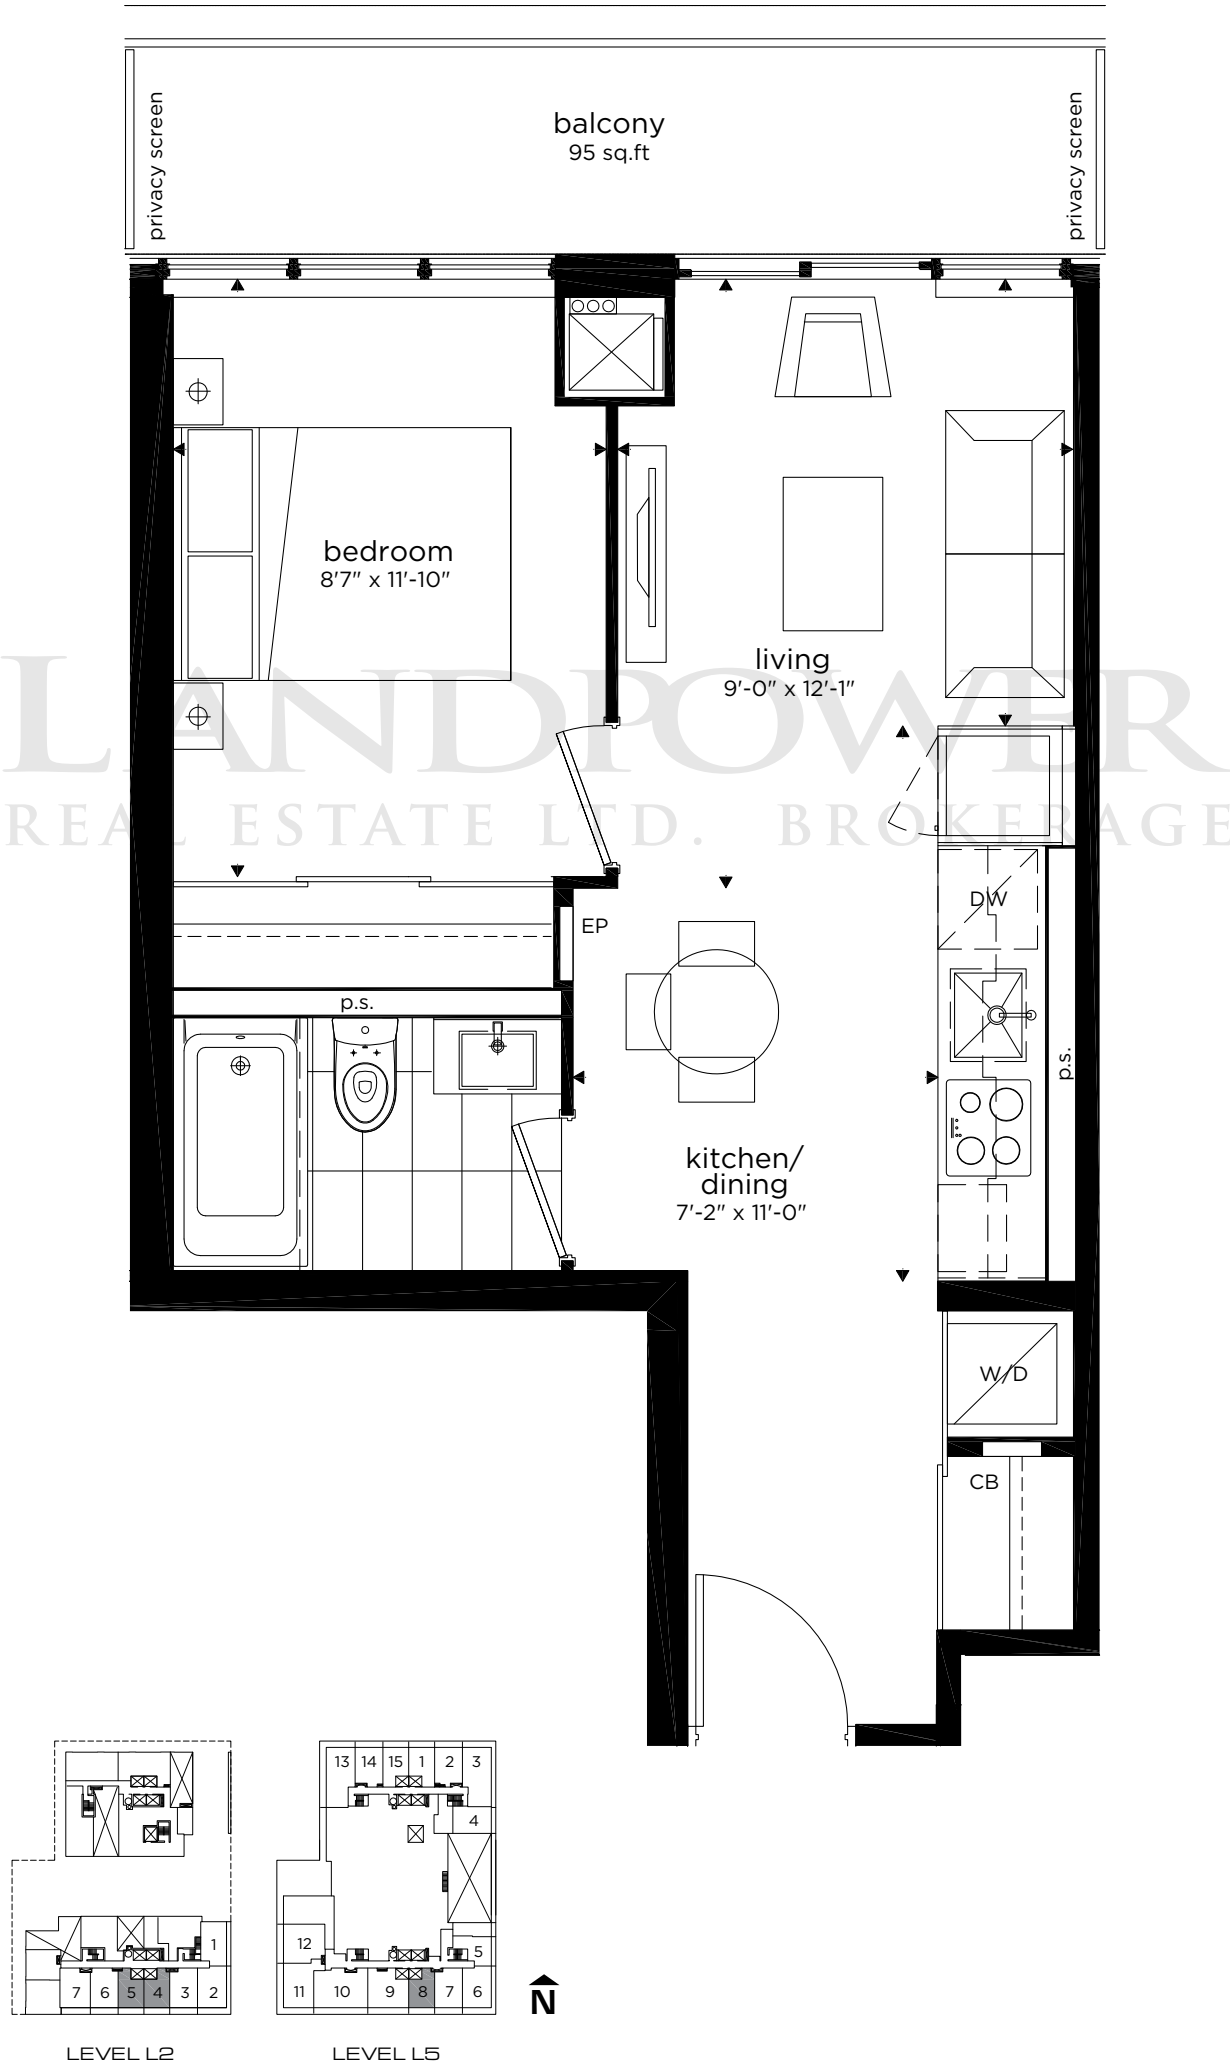 balcony
95 sq.ft
privacy screen
privacy screen
bedroom
8'7" x 11'-10"
living
9'-0" x 12'-1"
LANDPOWER
REAL ESTATE LTD. BROKERAGE
DW
EP
p.s.
p.s.
kitchen/
dining
7'-2" x 11'-0"
W/D
CB
13 14 15 1 2 3
4
1
12
5
7 6 5 4 3 2
11 10 9 8 7 6
N
LEVEL L2
LEVEL L5